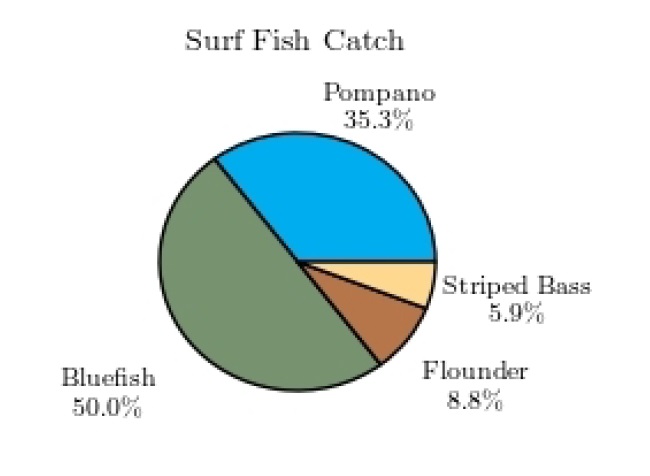 Surf Fish Catch
Pompano
35.3%
Striped Bass
5.9%
Flounder
8.8%
Bluefish
50.0%